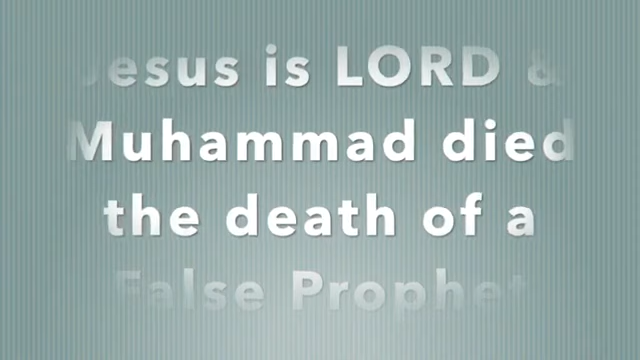 Jesus is LORD &
Muhammad died
the death of a
False Prophet